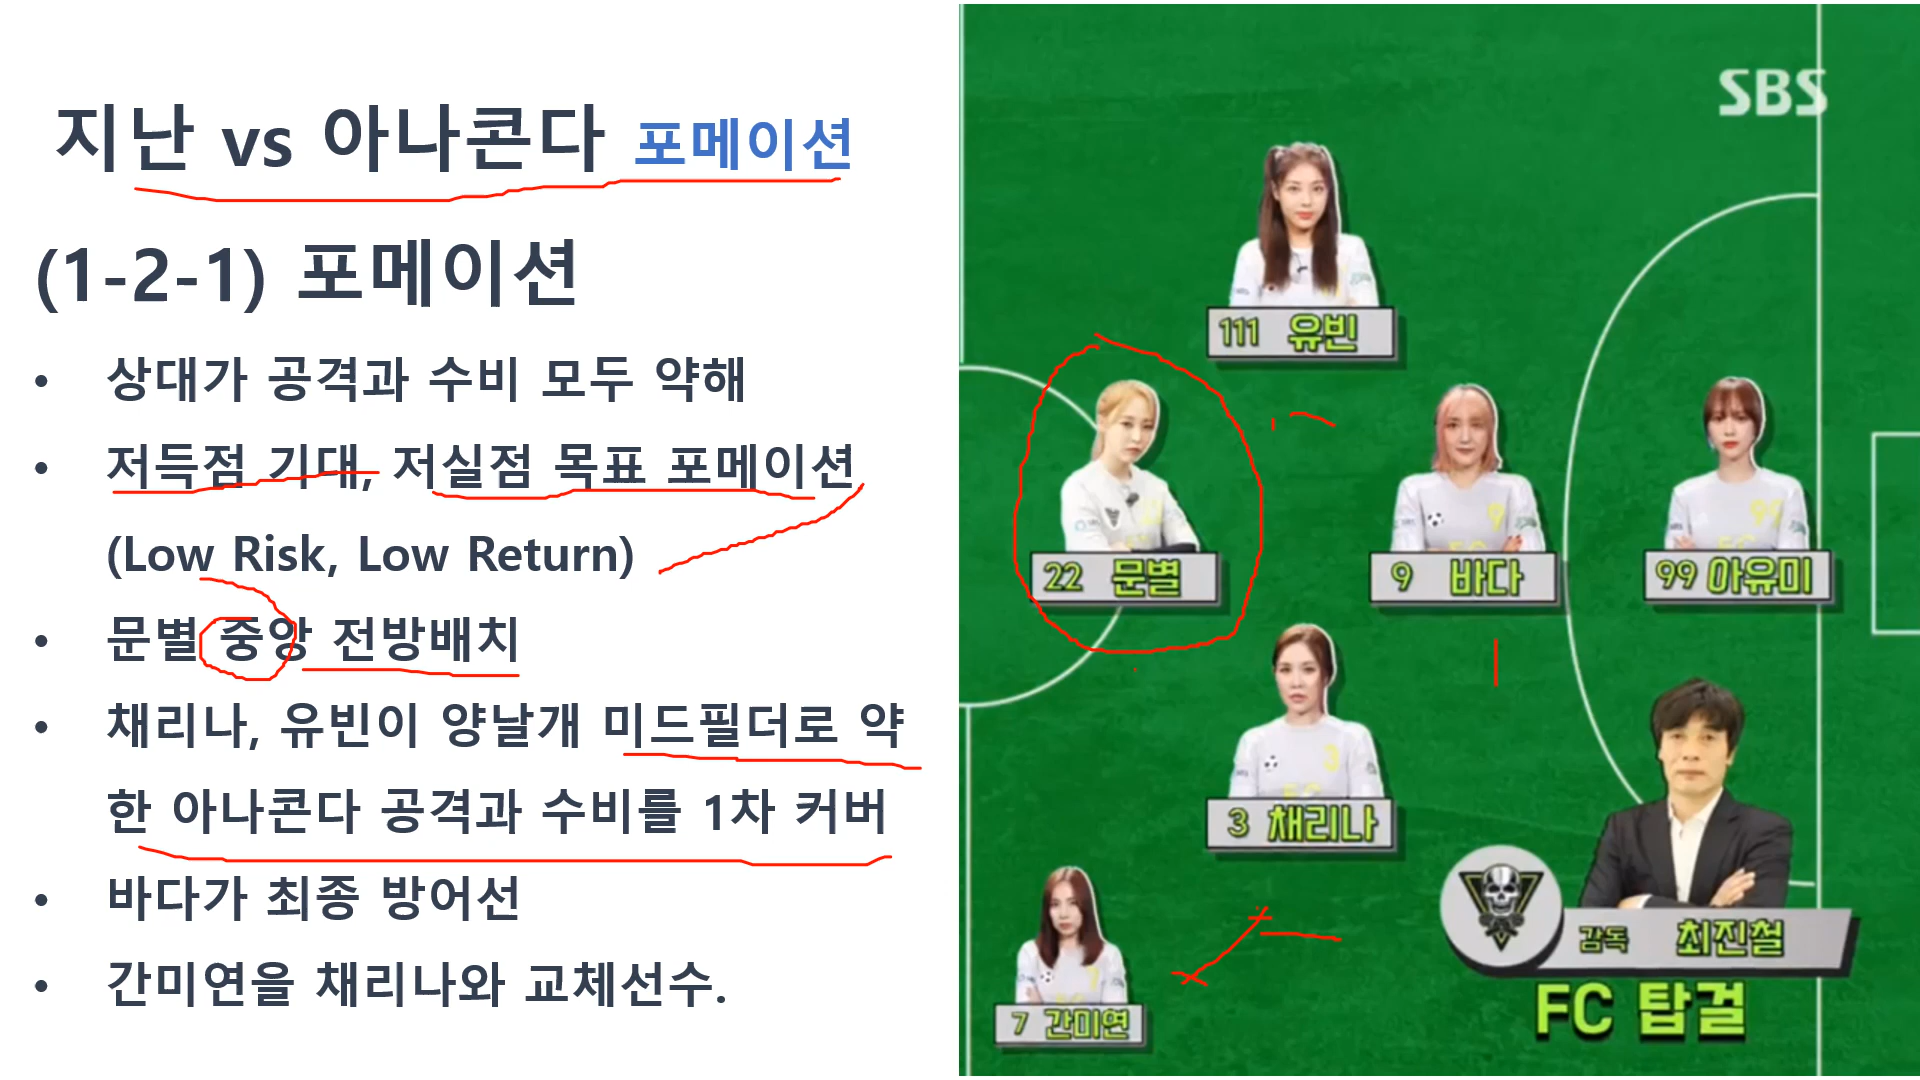 지난 vs 아나콘다 포메이션
(1-2-1) 포메이션
• 상대가 공격과 수비 모두 약해
• 저득점 기대, 저실점 목표 포메이션
(Low Risk, Low Return)
• 문별 중앙 전방배치
• 채리나, 유빈이 양날개 미드필더로 약
한 아나콘다 공격과 수비를 1차 커버
• 바다가 최종 방어선
• 간미연을 채리나와 교체선수.
SBS
111 유빈
22 문별
9 바다
99 아유미
3 채리나
7 간미연
감독 최진철
FC 탑걸